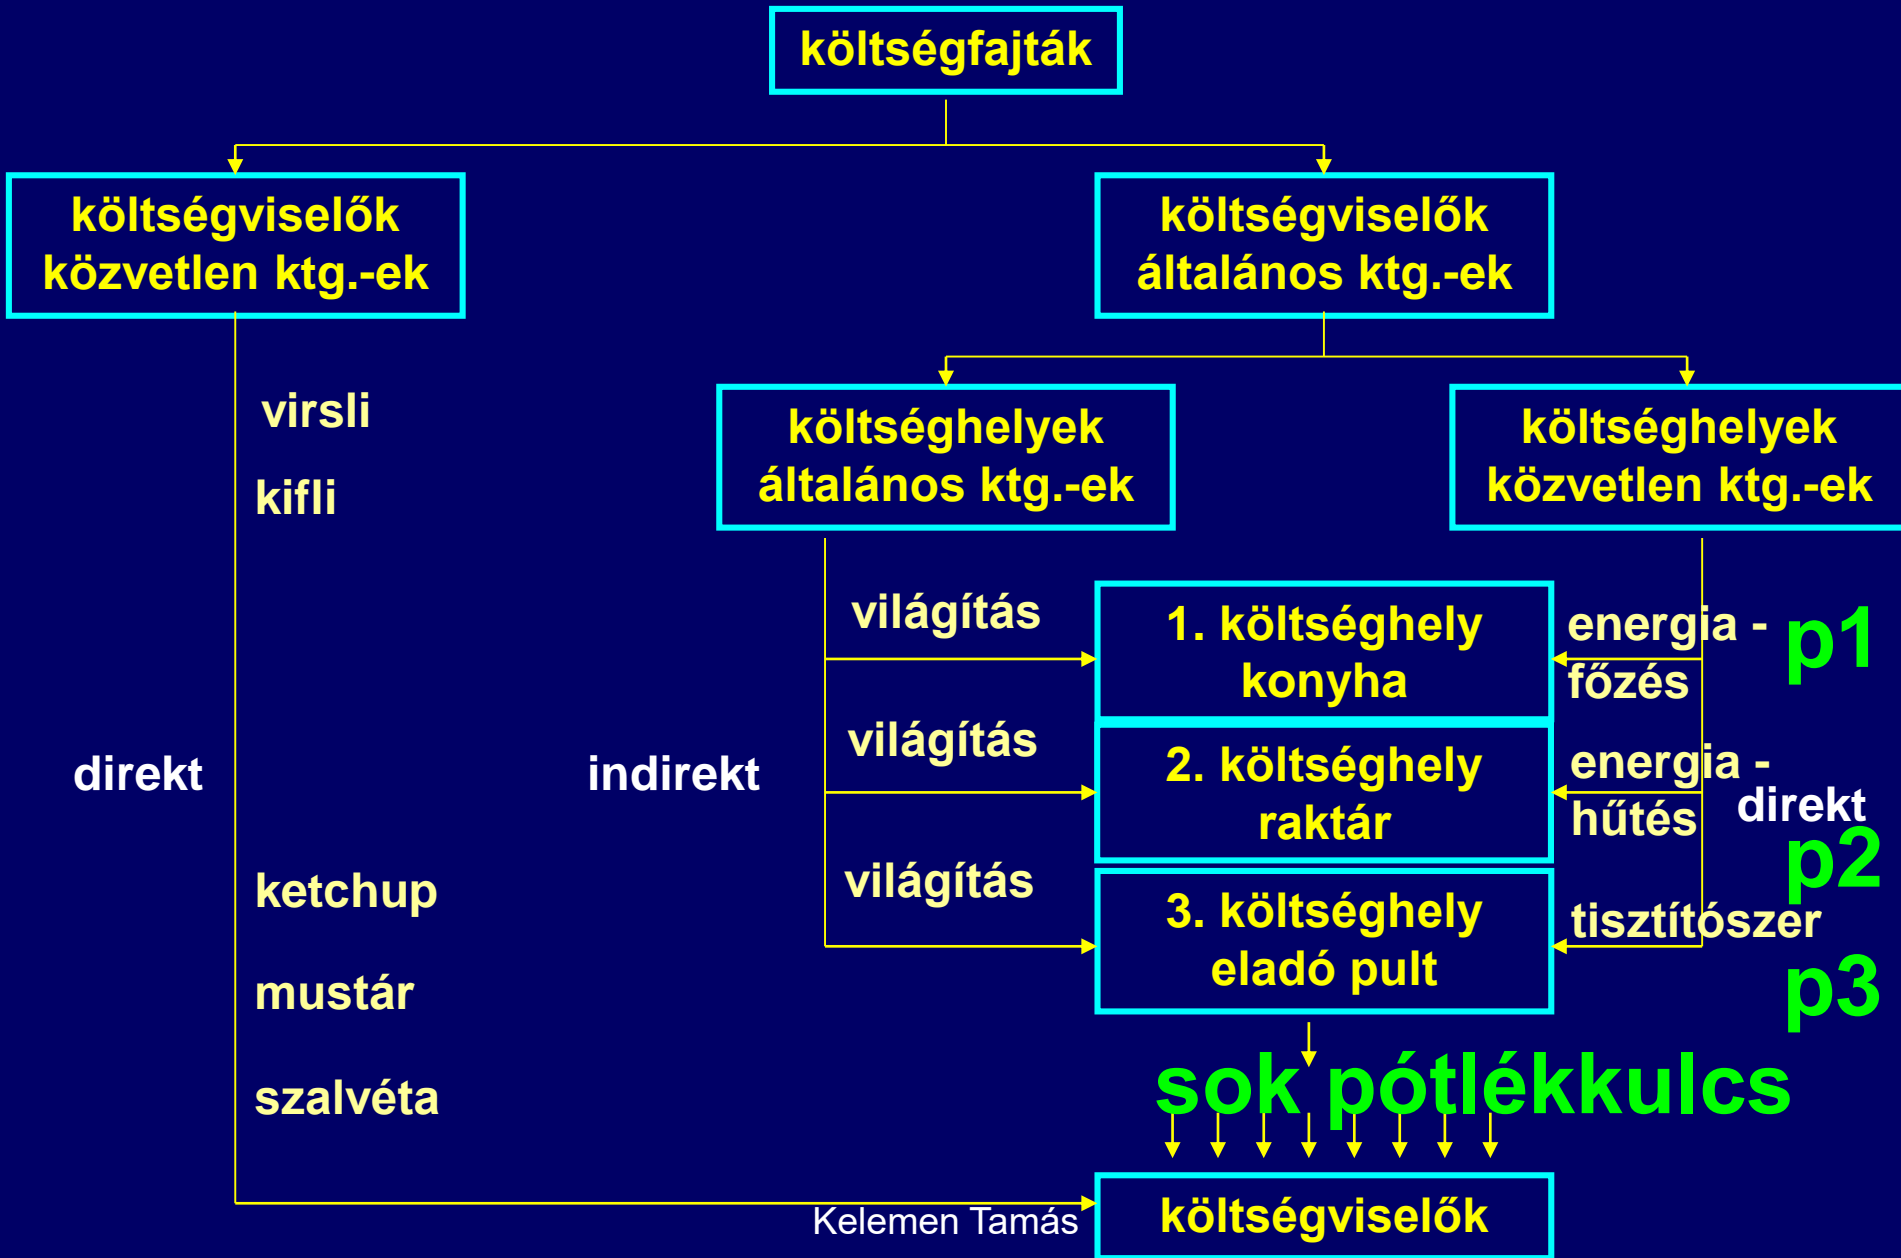 költségfajták
költségviselők
közvetlen ktg.-ek
költségviselők
általános ktg.-ek
virsli
kifli
költséghelyek
általános ktg.-ek
költséghelyek
közvetlen ktg.-ek
világítás
1. költséghely
konyha
energia -
főzés
p1
direkt
indirekt
világítás
2. költséghely
raktár
energia -
hűtés
direkt
p2
ketchup
világítás
3. költséghely
eladó pult
tisztítószer
p3
mustár
szalvéta
sok pótlékkulcs
Kelemen Tamás
költségviselők